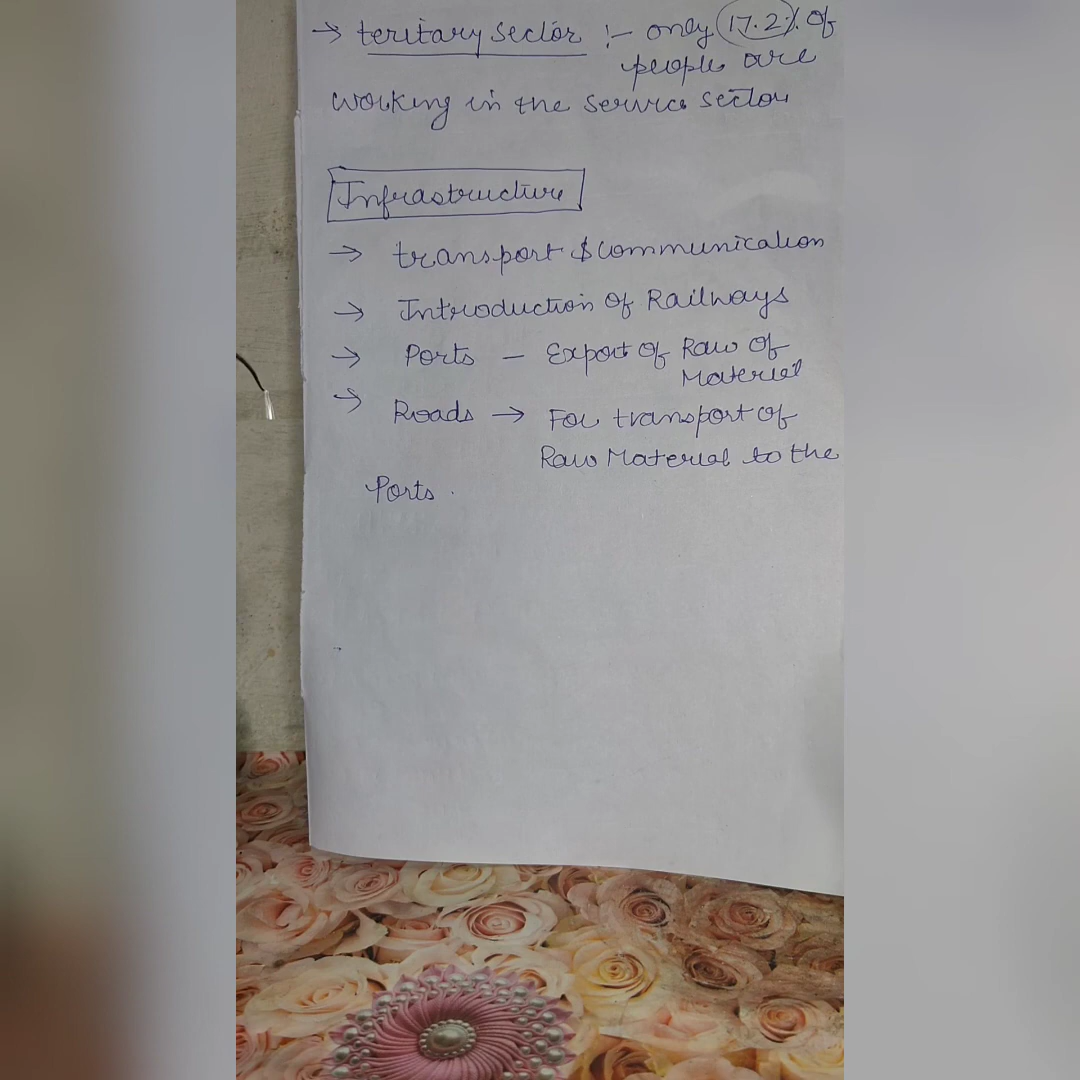 → teritary sector :- only 17.2% of
people are
working in the service sector
Infrastructure
→ transport & communication
→ Introduction of Railways
→ Ports - Export of Raw of
Material
→ Roads → For transport of
Raw Material to the
Ports.